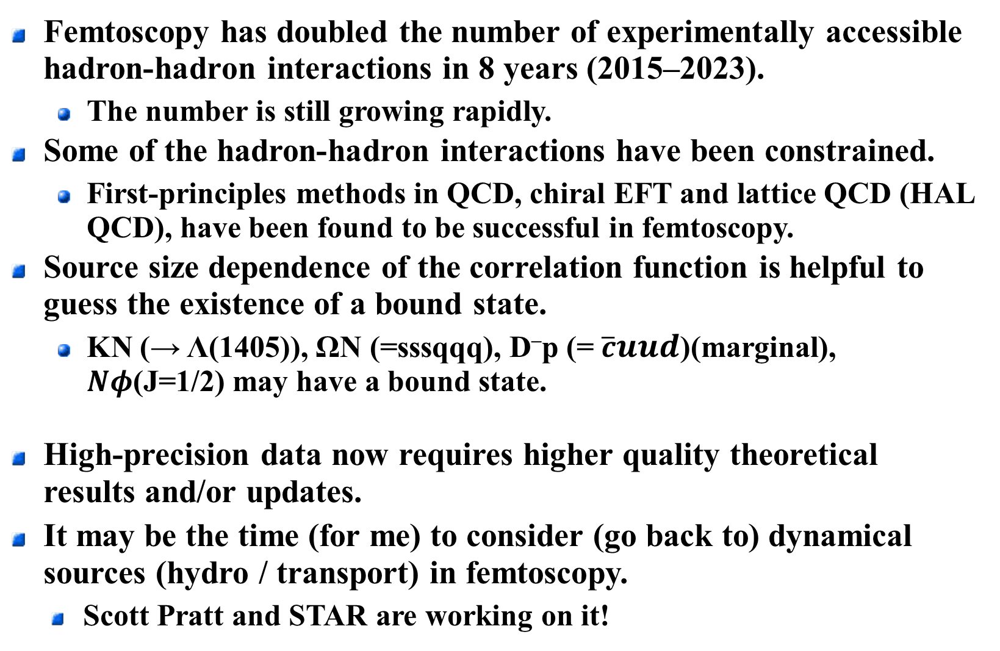 Femtoscopy has doubled the number of experimentally accessible
hadron-hadron interactions in 8 years (2015–2023).
The number is still growing rapidly.
Some of the hadron-hadron interactions have been constrained.
First-principles methods in QCD, chiral EFT and lattice QCD (HAL
QCD), have been found to be successful in femtoscopy.
Source size dependence of the correlation function is helpful to
guess the existence of a bound state.
KN (→ Λ(1405)), ΩN (=sssqqq), D⁻p (= c̅uud)(marginal),
Nϕ(J=1/2) may have a bound state.
High-precision data now requires higher quality theoretical
results and/or updates.
It may be the time (for me) to consider (go back to) dynamical
sources (hydro / transport) in femtoscopy.
Scott Pratt and STAR are working on it!